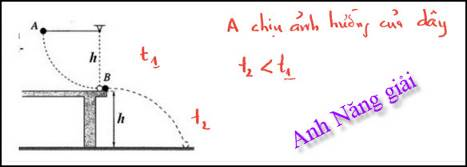 A chịu ảnh hưởng của dây
t₂ < t₁
A
h
t₁
B
h
t₂
Anh Năng giải